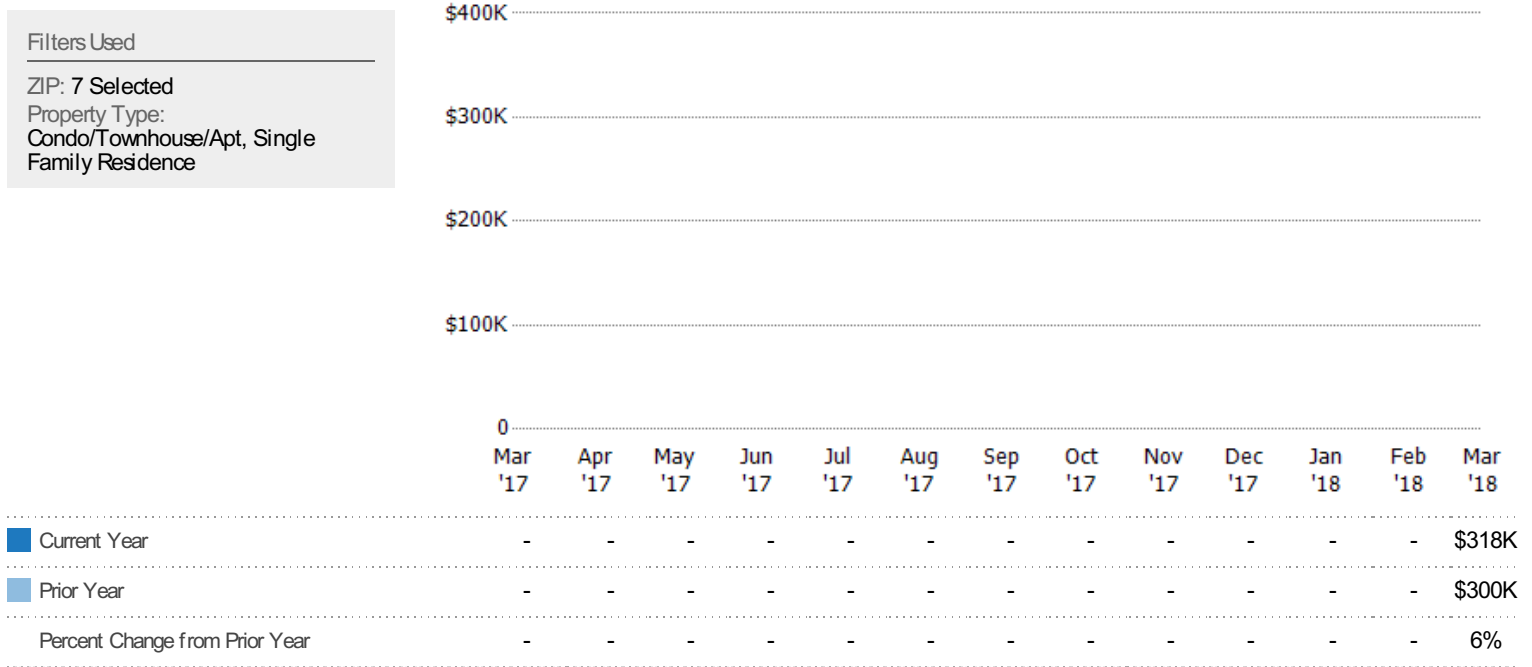 Filters Used
ZIP: 7 Selected
Property Type:
Condo/Townhouse/Apt, Single
Family Residence
$400K
$300K
$200K
$100K
0
Mar Apr May Jun Jul Aug Sep Oct Nov Dec Jan Feb Mar
'17 '17 '17 '17 '17 '17 '17 '17 '17 '17 '18 '18 '18
Current Year - - - - - - - - - - - - $318K
Prior Year - - - - - - - - - - - - $300K
Percent Change from Prior Year - - - - - - - - - - - - 6%